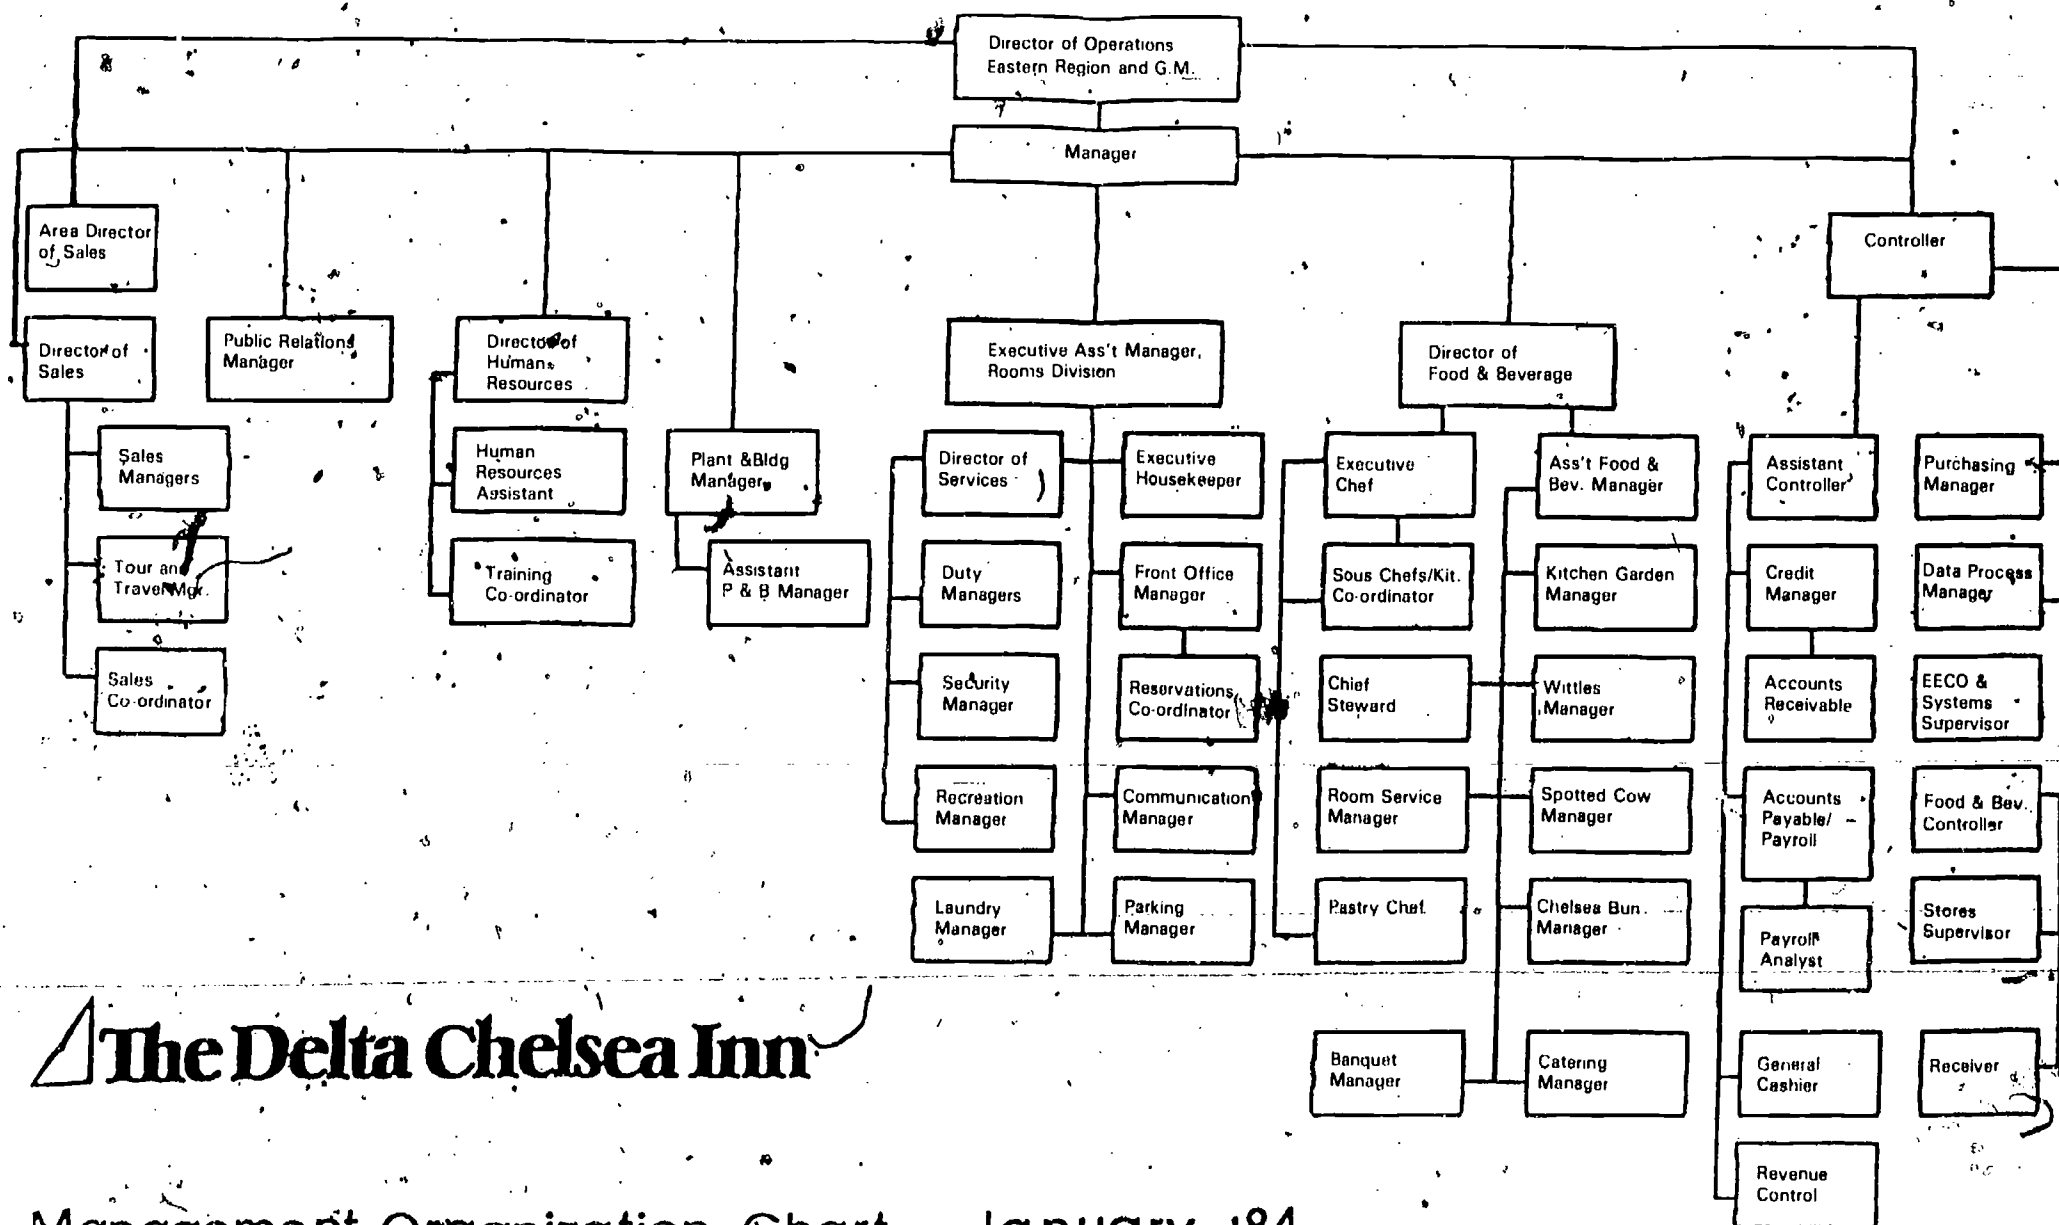 Director of Operations
Eastern Region and G.M.
Manager
Area Director
of Sales
Controller
Director of
Sales
Public Relations
Manager
Director of
Human
Resources
Executive Ass't Manager,
Rooms Division
Director of
Food & Beverage
Sales
Managers
Human
Resources
Assistant
Plant & Bldg
Manager
Director of
Services
Executive
Housekeeper
Executive
Chef
Ass't Food &
Bev. Manager
Assistant
Controller
Purchasing
Manager
Tour and
Travel Mgr.
Training
Co-ordinator
Assistant
P & B Manager
Duty
Managers
Front Office
Manager
Sous Chefs/Kit.
Co-ordinator
Kitchen Garden
Manager
Credit
Manager
Data Process
Manager
Sales
Co-ordinator
Security
Manager
Reservations
Co-ordinator
Chief
Steward
Wittles
Manager
Accounts
Receivable
EECO &
Systems
Supervisor
Recreation
Manager
Communication
Manager
Room Service
Manager
Spotted Cow
Manager
Accounts
Payable/
Payroll
Food & Bev.
Controller
Laundry
Manager
Parking
Manager
Pastry Chef
Chelsea Bun
Manager
Payroll
Analyst
Stores
Supervisor
The Delta Chelsea Inn
Banquet
Manager
Catering
Manager
General
Cashier
Receiver
Revenue
Control
Management Organization Chart January '84